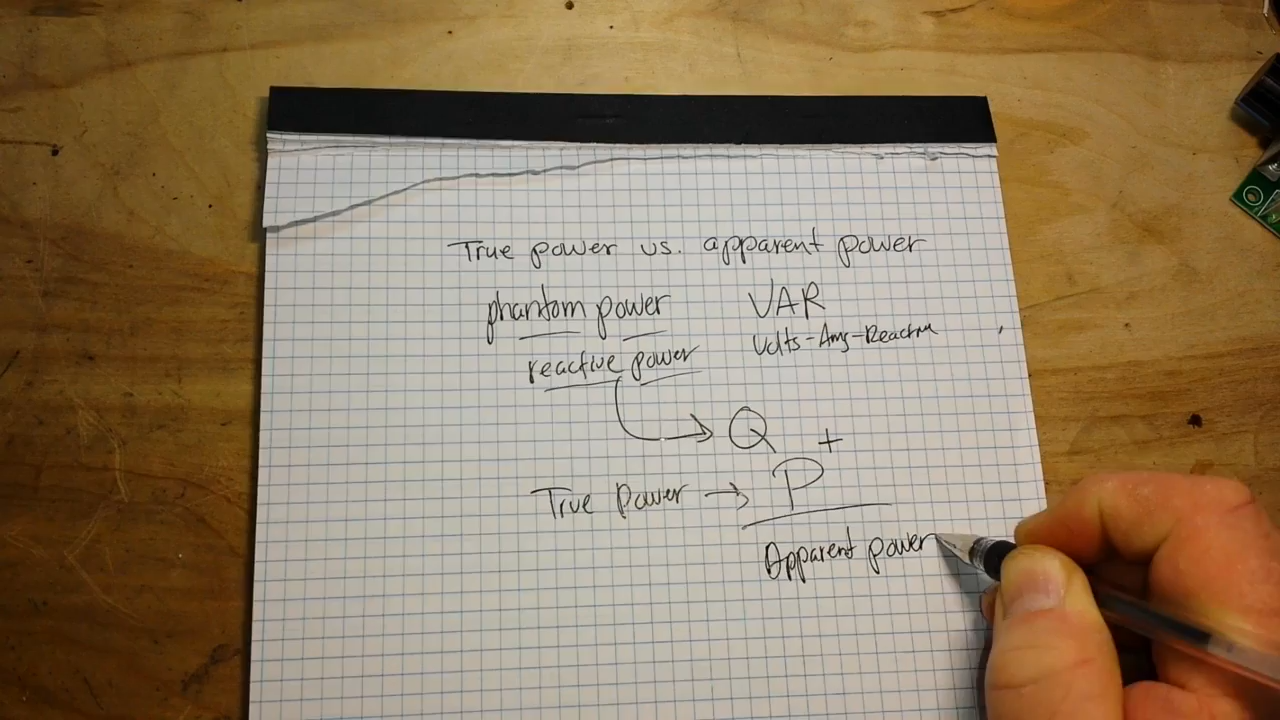 True power vs. apparent power
phantom power VAR
reactive power Volts-Amps-Reactive
Q +
True Power → P
Apparent power